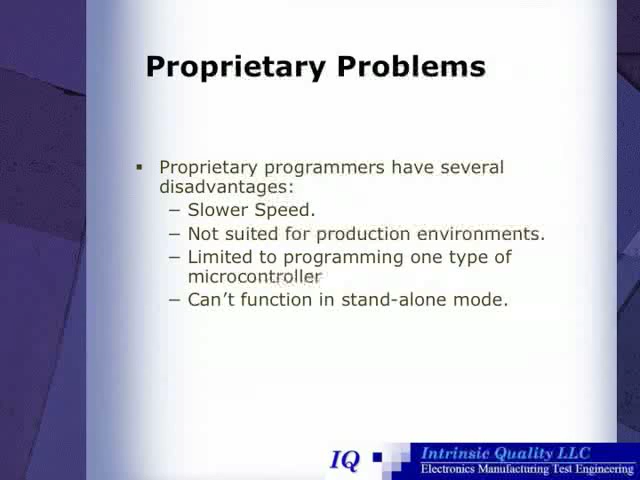 Proprietary Problems
▪ Proprietary programmers have several
disadvantages:
– Slower Speed.
– Not suited for production environments.
– Limited to programming one type of
microcontroller
– Can't function in stand-alone mode.
IQ
Intrinsic Quality LLC
Electronics Manufacturing Test Engineering